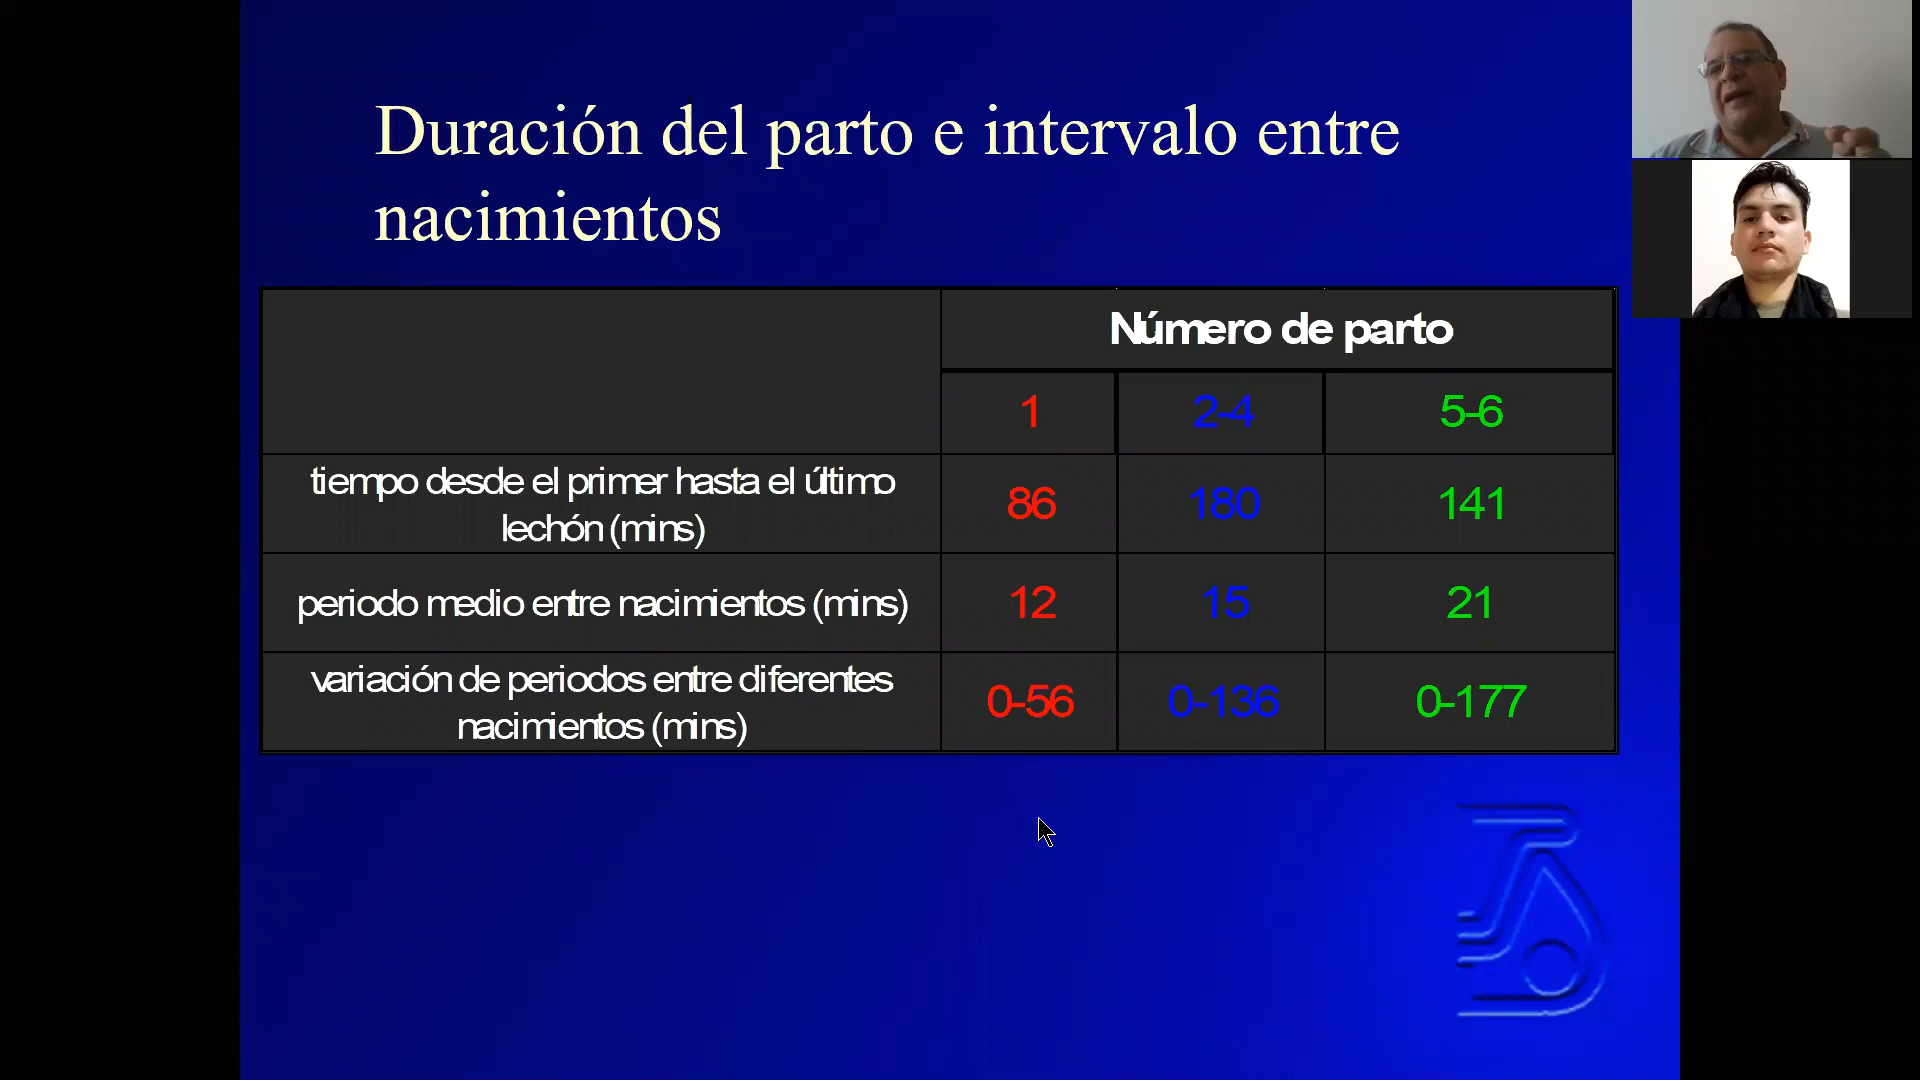 Duración del parto e intervalo entre
nacimientos
Número de parto
1 2-4 5-6
tiempo desde el primer hasta el último
lechón (mins) 86 180 141
periodo medio entre nacimientos (mins) 12 15 21
variación de periodos entre diferentes
nacimientos (mins) 0-56 0-136 0-177